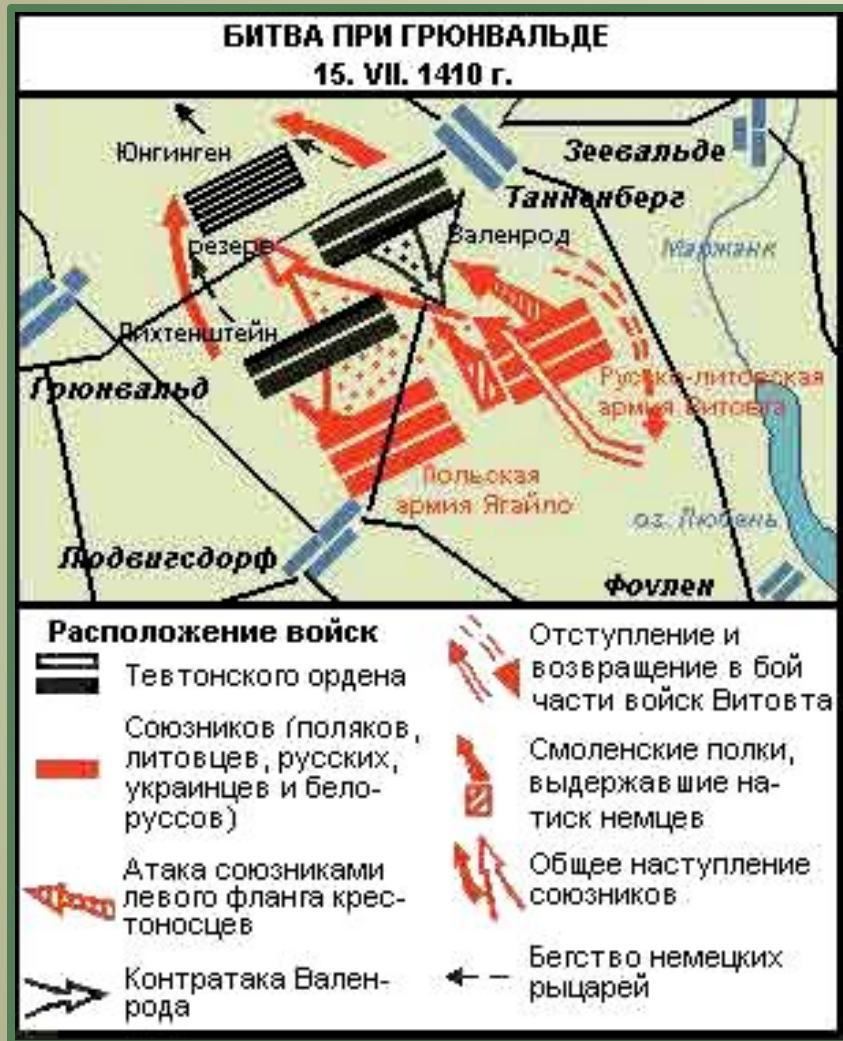 БИТВА ПРИ ГРЮНВАЛЬДЕ
15. VII. 1410 г.
Юнгинген
Зеевальде
Танненберг
резерв
Валенрод
Маржанк
Лихтенштейн
Грюнвальд
Русско-литовская
армия Витовта
Польская
армия Ягайло
оз. Любень
Людвигсдорф
Фоулен
Расположение войск
Тевтонского ордена
Союзников (поляков,
литовцев, русских,
украинцев и бело-
руссов)
Атака союзниками
левого фланга крес-
тоносцев
Контратака Вален-
рода
Отступление и
возвращение в бой
части войск Витовта
Смоленские полки,
выдержавшие на-
тиск немцев
Общее наступление
союзников
Бегство немецких
рыцарей